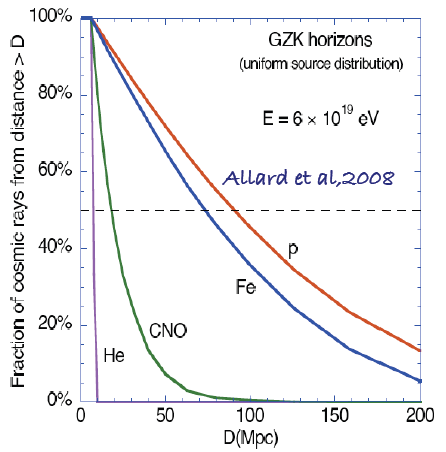 GZK horizons
(uniform source distribution)
E = 6 × 10¹⁹ eV
Allard et al,2008
p
Fe
CNO
He
Fraction of cosmic rays from distance > D
100%
80%
60%
40%
20%
0%
0 50 100 150 200
D(Mpc)